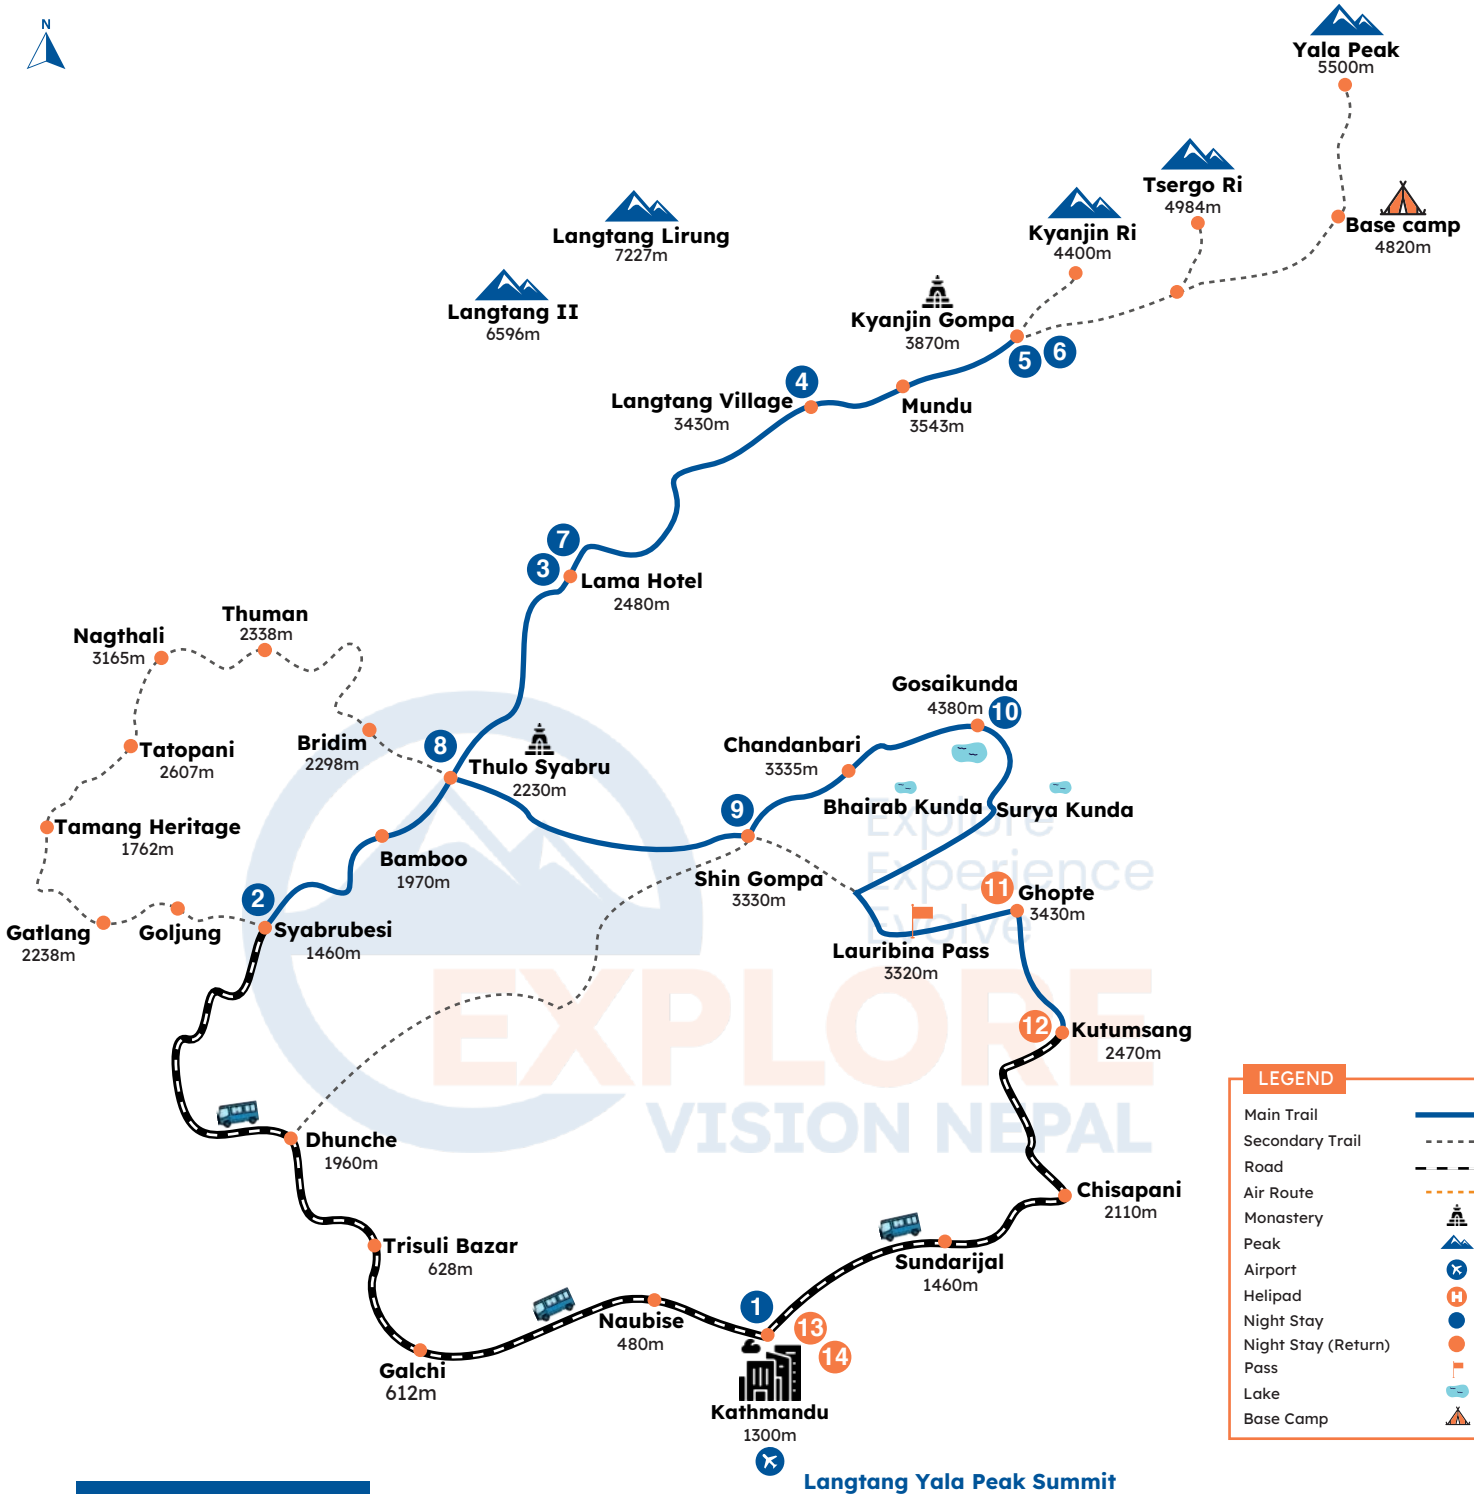 N
Yala Peak
5500m
Tsergo Ri
4984m
Base camp
4820m
Kyanjin Ri
4400m
Langtang Lirung
7227m
Langtang II
6596m
Kyanjin Gompa
3870m
5
6
4
Langtang Village
3430m
Mundu
3543m
7
3
Lama Hotel
2480m
Thuman
2338m
Nagthali
3165m
Gosaikunda
4380m
10
Tatopani
2607m
Bridim
2298m
8
Thulo Syabru
2230m
Chandanbari
3335m
Bhairab Kunda
Surya Kunda
9
Tamang Heritage
1762m
Bamboo
1970m
Shin Gompa
3330m
Explore
Experience
Evolve
11
Ghopte
3430m
2
Syabrubesi
1460m
Gatlang
2238m
Goljung
Lauribina Pass
3320m
EXPLORE
VISION NEPAL
12
Kutumsang
2470m
Dhunche
1960m
Chisapani
2110m
Trisuli Bazar
628m
Sundarijal
1460m
Naubise
480m
1
13
14
Galchi
612m
Kathmandu
1300m
LEGEND
Main Trail
Secondary Trail
Road
Air Route
Monastery
Peak
Airport
Helipad
H
Night Stay
Night Stay (Return)
Pass
Lake
Base Camp
Langtang Yala Peak Summit